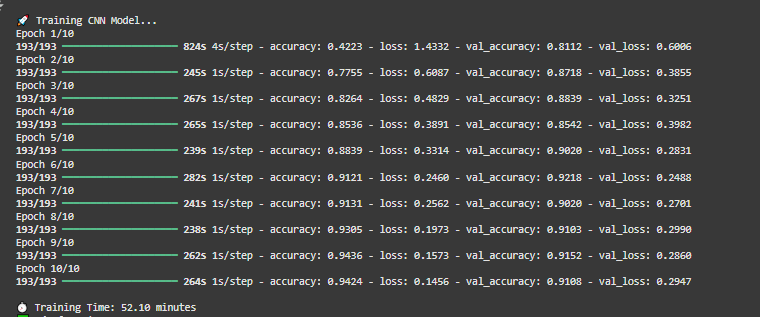 🚀 Training CNN Model...
Epoch 1/10
193/193 ━━━━━━━━━━━━━━━━━━━━ 824s 4s/step - accuracy: 0.4223 - loss: 1.4332 - val_accuracy: 0.8112 - val_loss: 0.6006
Epoch 2/10
193/193 ━━━━━━━━━━━━━━━━━━━━ 245s 1s/step - accuracy: 0.7755 - loss: 0.6087 - val_accuracy: 0.8718 - val_loss: 0.3855
Epoch 3/10
193/193 ━━━━━━━━━━━━━━━━━━━━ 267s 1s/step - accuracy: 0.8264 - loss: 0.4829 - val_accuracy: 0.8839 - val_loss: 0.3251
Epoch 4/10
193/193 ━━━━━━━━━━━━━━━━━━━━ 265s 1s/step - accuracy: 0.8536 - loss: 0.3891 - val_accuracy: 0.8542 - val_loss: 0.3982
Epoch 5/10
193/193 ━━━━━━━━━━━━━━━━━━━━ 239s 1s/step - accuracy: 0.8839 - loss: 0.3314 - val_accuracy: 0.9020 - val_loss: 0.2831
Epoch 6/10
193/193 ━━━━━━━━━━━━━━━━━━━━ 282s 1s/step - accuracy: 0.9121 - loss: 0.2460 - val_accuracy: 0.9218 - val_loss: 0.2488
Epoch 7/10
193/193 ━━━━━━━━━━━━━━━━━━━━ 241s 1s/step - accuracy: 0.9131 - loss: 0.2562 - val_accuracy: 0.9020 - val_loss: 0.2701
Epoch 8/10
193/193 ━━━━━━━━━━━━━━━━━━━━ 238s 1s/step - accuracy: 0.9305 - loss: 0.1973 - val_accuracy: 0.9103 - val_loss: 0.2990
Epoch 9/10
193/193 ━━━━━━━━━━━━━━━━━━━━ 262s 1s/step - accuracy: 0.9436 - loss: 0.1573 - val_accuracy: 0.9152 - val_loss: 0.2860
Epoch 10/10
193/193 ━━━━━━━━━━━━━━━━━━━━ 264s 1s/step - accuracy: 0.9424 - loss: 0.1456 - val_accuracy: 0.9108 - val_loss: 0.2947
⏱ Training Time: 52.10 minutes